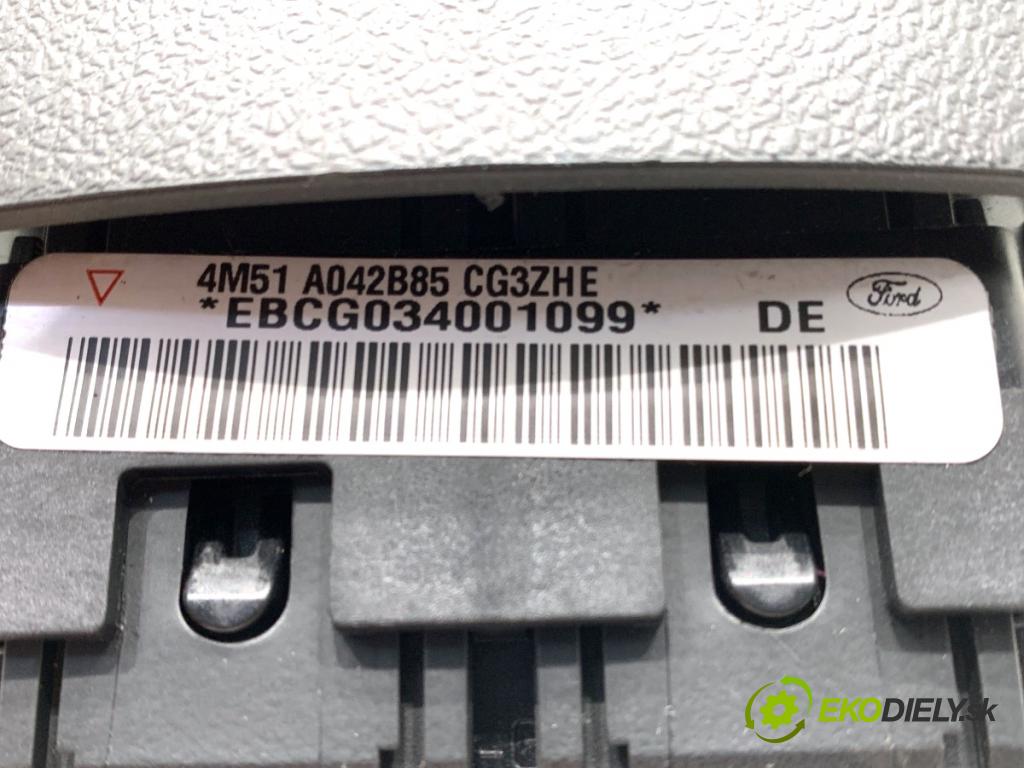 4M51 A042B85 CG3ZHE
*EBCG034001099*
DE
Ford
EKODIELY.sk